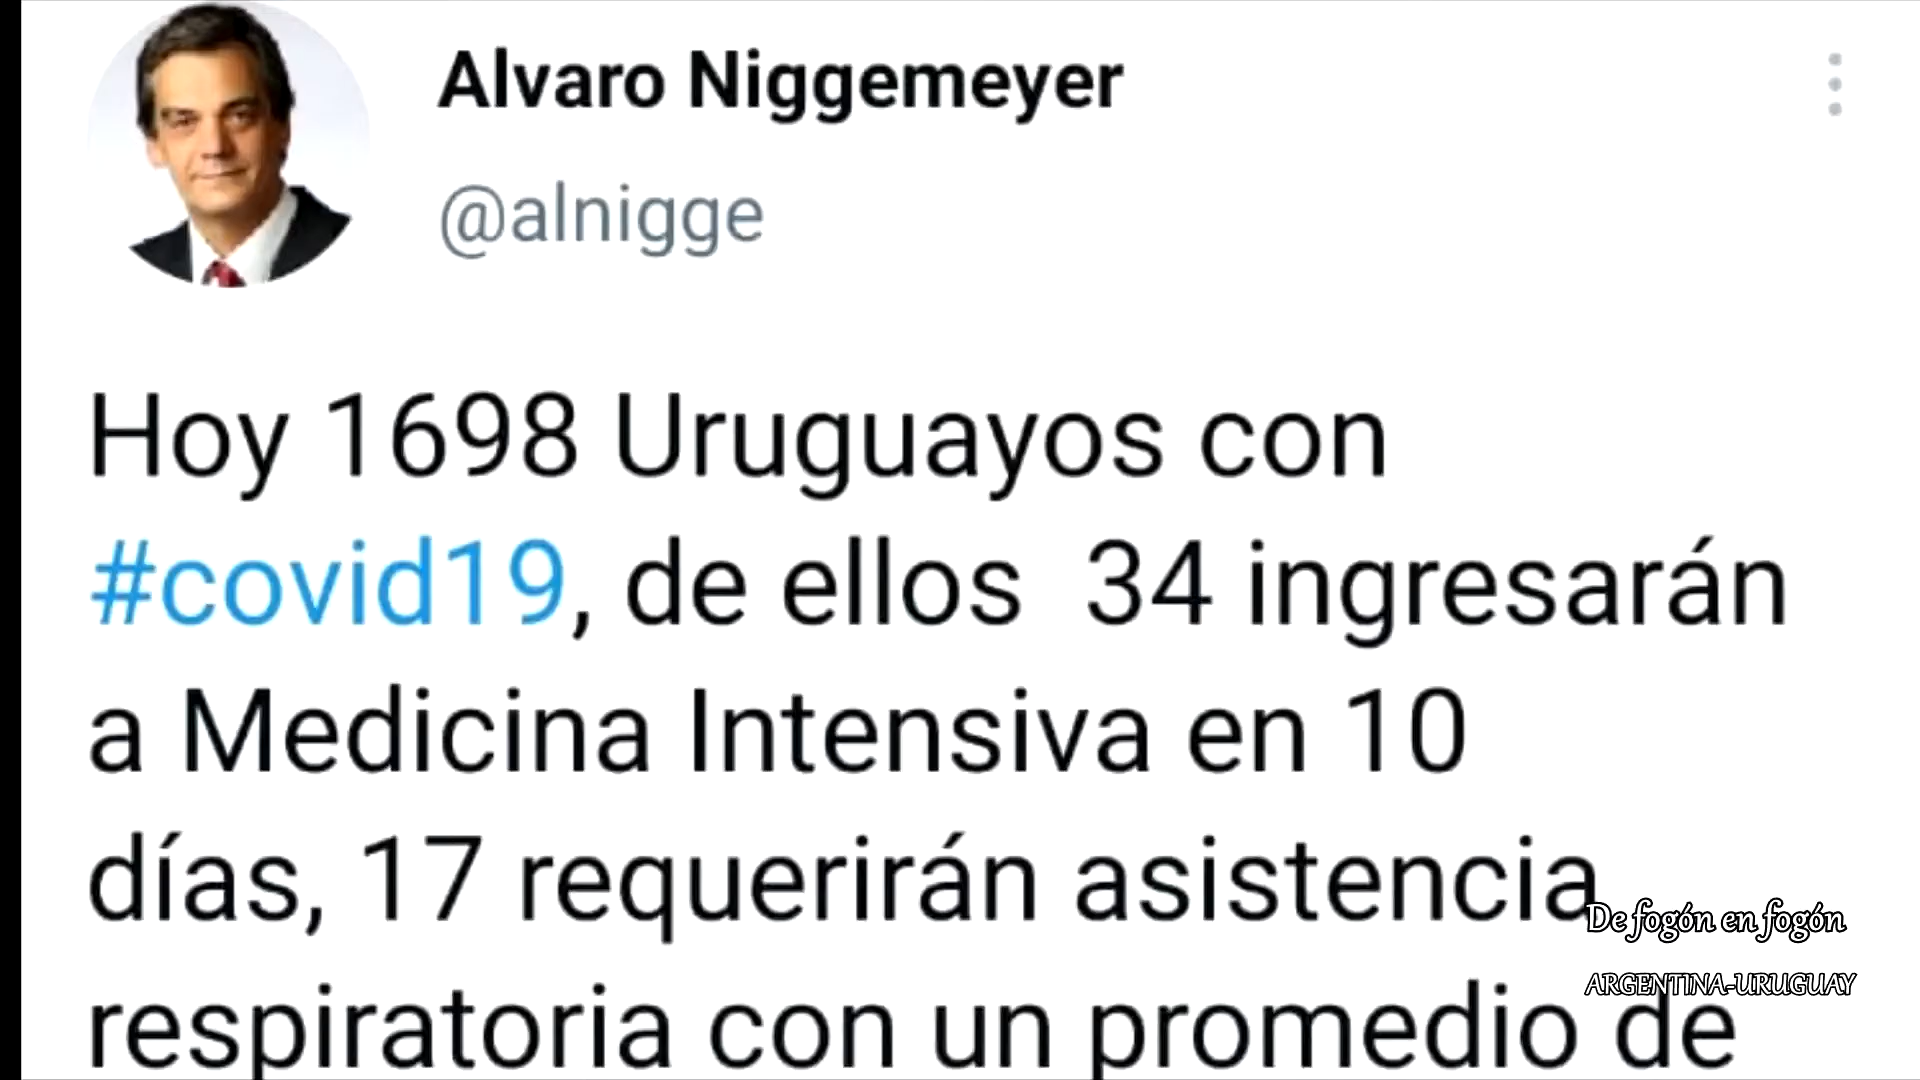 Alvaro Niggemeyer
@alnigge
Hoy 1698 Uruguayos con
#covid19, de ellos 34 ingresarán
a Medicina Intensiva en 10
días, 17 requerirán asistencia
respiratoria con un promedio de
De fogón en fogón
ARGENTINA-URUGUAY